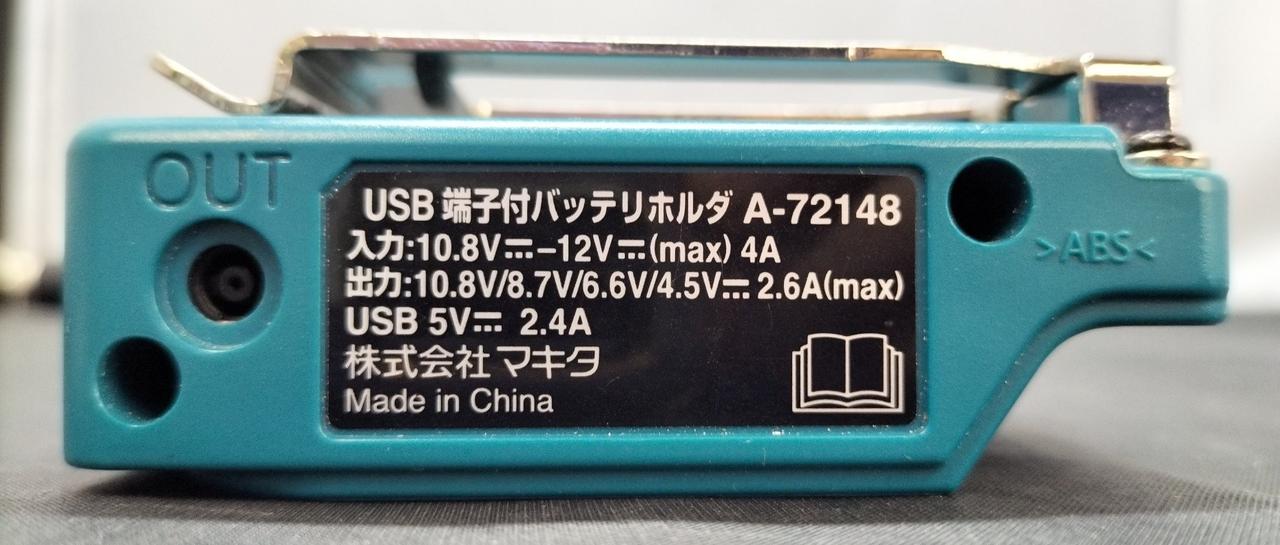 OUT
USB 端子付バッテリホルダ A-72148
入力:10.8V⎓–12V⎓(max) 4A
出力:10.8V/8.7V/6.6V/4.5V⎓ 2.6A(max)
USB 5V⎓ 2.4A
株式会社 マキタ
Made in China
>ABS<